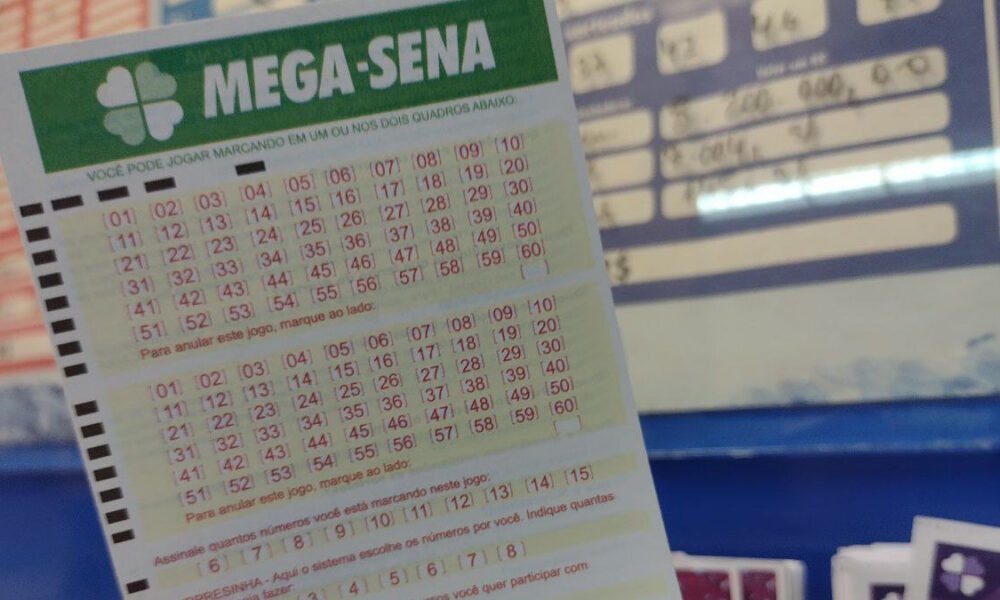 MEGA-SENA
VOCÊ PODE JOGAR MARCANDO EM UM OU NOS DOIS QUADROS ABAIXO:
[01] [02] [03] [04] [05] [06] [07] [08] [09] [10]
[11] [12] [13] [14] [15] [16] [17] [18] [19] [20]
[21] [22] [23] [24] [25] [26] [27] [28] [29] [30]
[31] [32] [33] [34] [35] [36] [37] [38] [39] [40]
[41] [42] [43] [44] [45] [46] [47] [48] [49] [50]
[51] [52] [53] [54] [55] [56] [57] [58] [59] [60]
Para anular este jogo, marque ao lado: [ ]
[01] [02] [03] [04] [05] [06] [07] [08] [09] [10]
[11] [12] [13] [14] [15] [16] [17] [18] [19] [20]
[21] [22] [23] [24] [25] [26] [27] [28] [29] [30]
[31] [32] [33] [34] [35] [36] [37] [38] [39] [40]
[41] [42] [43] [44] [45] [46] [47] [48] [49] [50]
[51] [52] [53] [54] [55] [56] [57] [58] [59] [60]
Para anular este jogo, marque ao lado: [ ]
Assinale quantos números você está marcando neste jogo:
[6] [7] [8] [9] [10] [11] [12] [13] [14] [15]
RPRESINHA - Aqui o sistema escolhe os números por você. Indique quantas
fazer: [3] [4] [5] [6] [7] [8]
você quer participar com